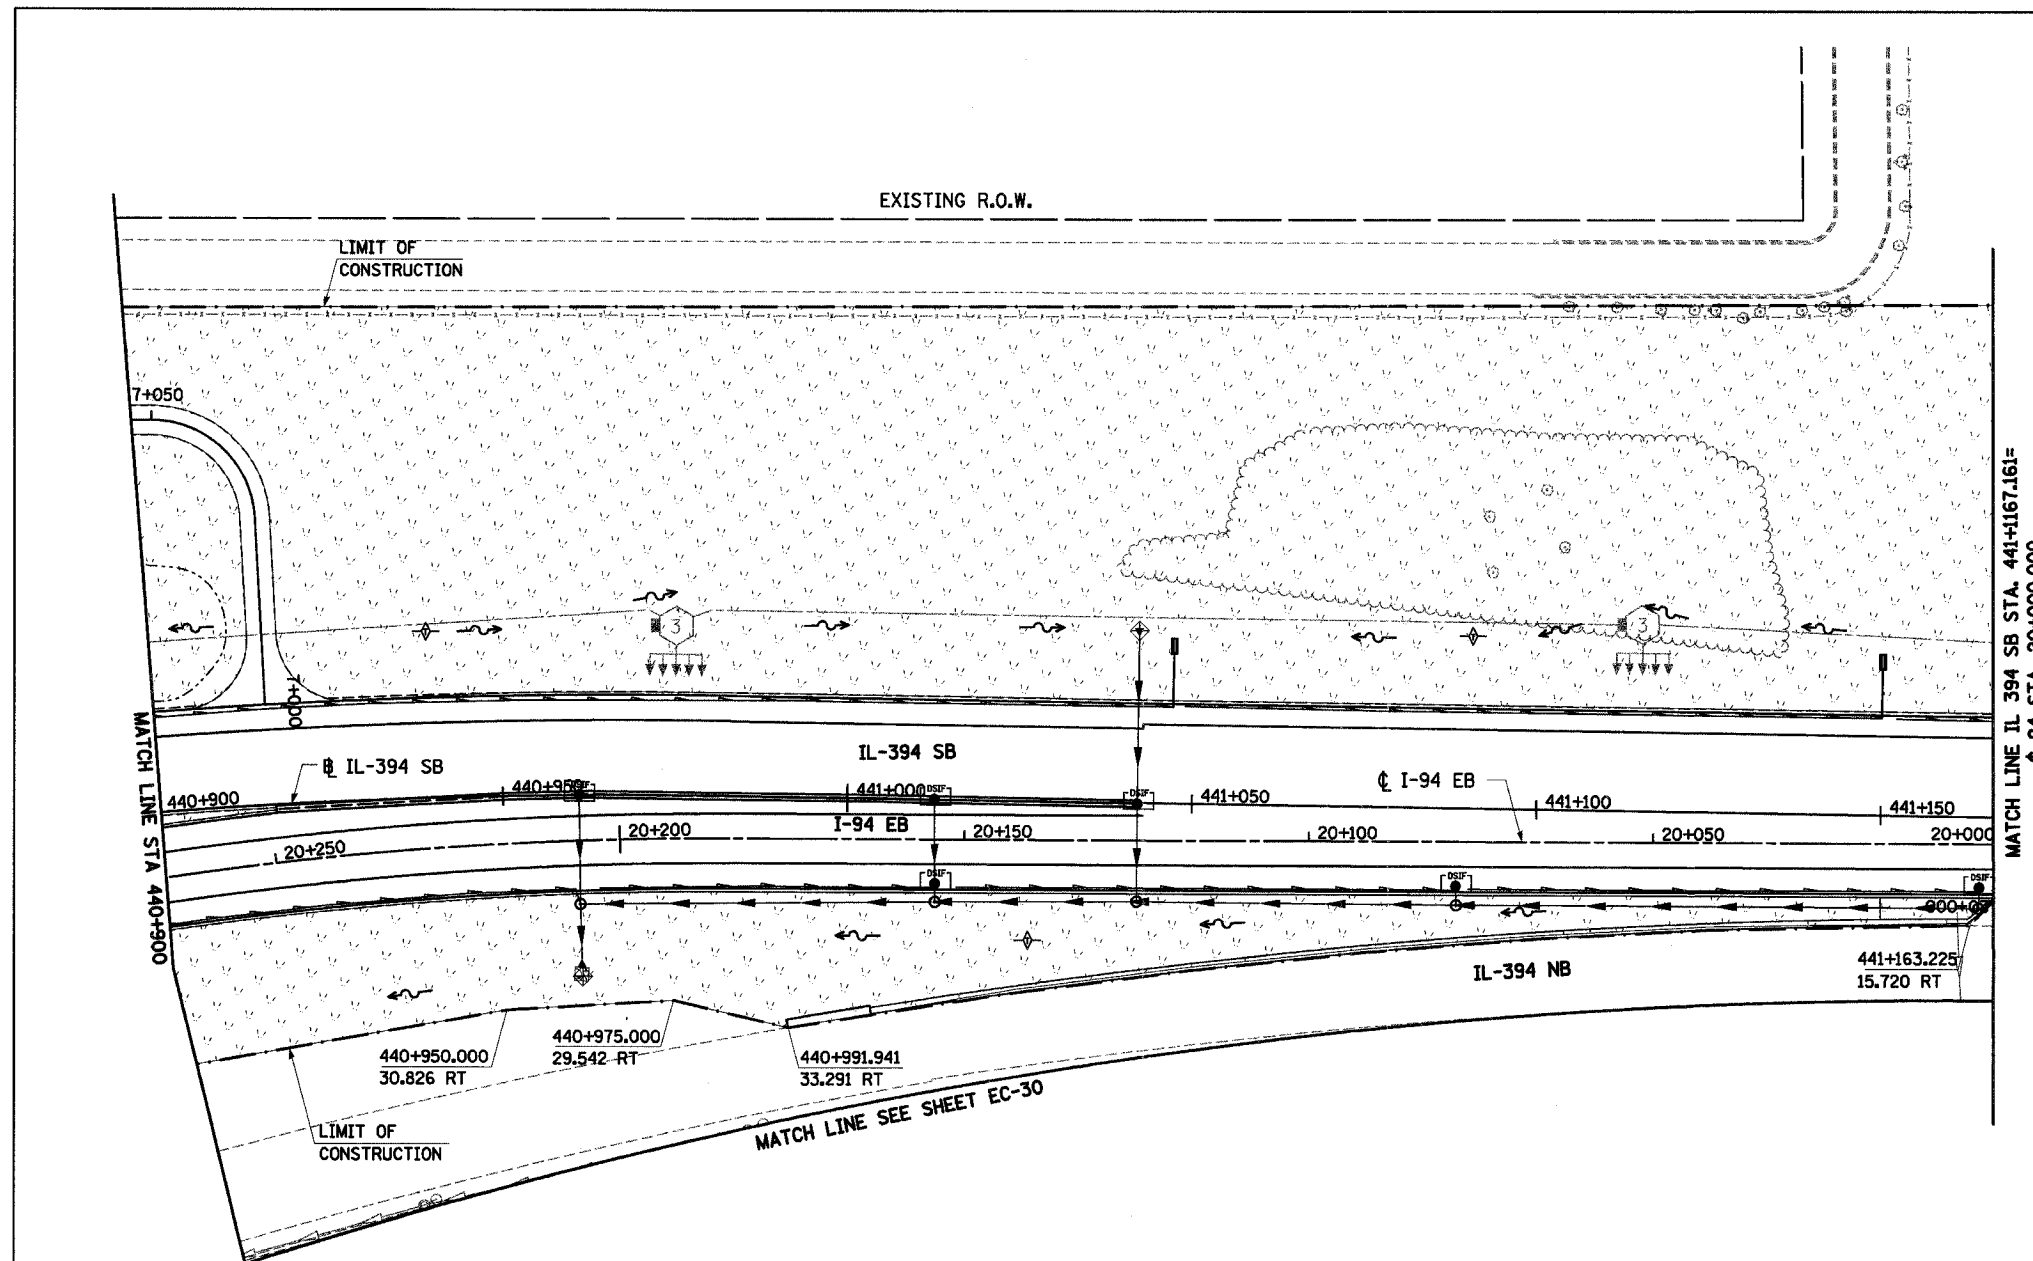 EXISTING R.O.W.
LIMIT OF
CONSTRUCTION
7+050
3
3
7+000
IL-394 SB
℄ I-94 EB
IL-394 SB
440+900
440+950
441+000
441+050
441+100
441+150
DSIF
DSIF
DSIF
I-94 EB
20+250
20+200
20+150
20+100
20+050
20+000
DSIF
DSIF
DSIF
MATCH LINE STA 440+900
MATCH LINE IL 394 SB STA. 441+1167.161=
IL-394 NB
441+163.225
15.720 RT
440+950.000
30.826 RT
440+975.000
29.542 RT
440+991.941
33.291 RT
MATCH LINE SEE SHEET EC-30
LIMIT OF
CONSTRUCTION